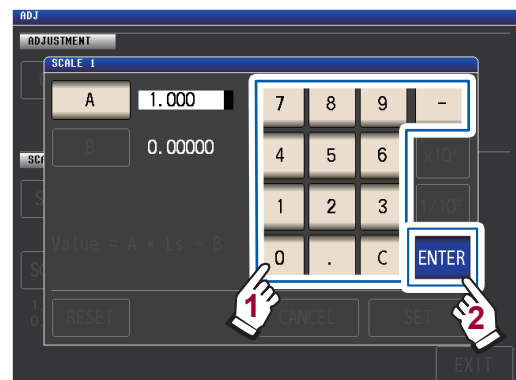 ADJ
ADJUSTMENT
SCALE 1
A 1.000 7 8 9 -
B 0.00000 4 5 6 x10³
1 2 3 1/10³
Value = A × Ls + B
0 . C ENTER
1 2
RESET CANCEL SET
EXIT